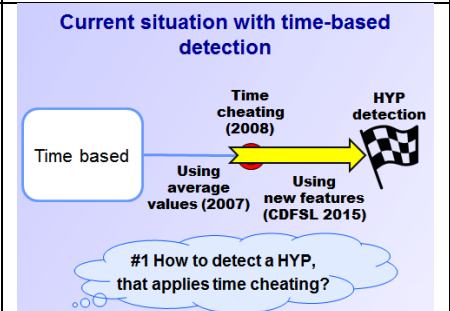 Current situation with time-based
detection
Time
cheating
(2008)
HYP
detection
Time based
Using
average
values (2007)
Using
new features
(CDFSL 2015)
#1 How to detect a HYP,
that applies time cheating?